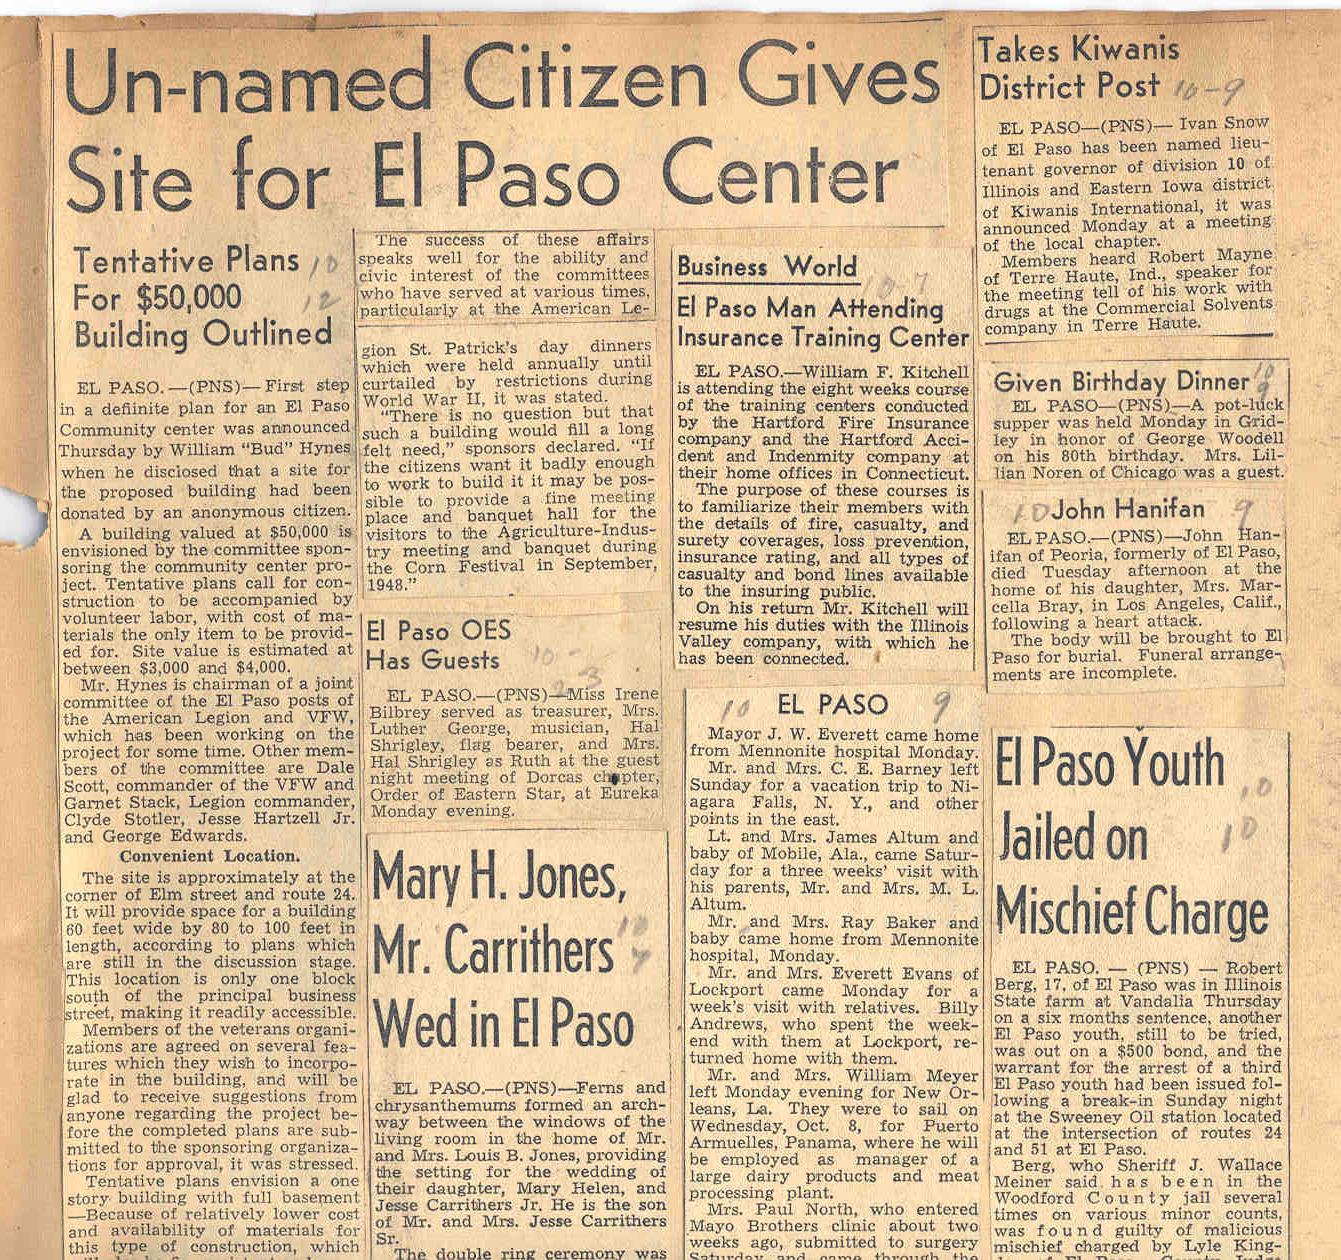 Un-named Citizen Gives
Site for El Paso Center
Tentative Plans
For $50,000
Building Outlined
10
12
EL PASO.—(PNS)—First step
in a defiinite plan for an El Paso
Community center was announced
Thursday by William "Bud" Hynes
when he disclosed that a site for
the proposed building had been
donated by an anonymous citizen.
A building valued at $50,000 is
envisioned by the committee spon-
soring the community center pro-
ject. Tentative plans call for con-
struction to be accompanied by
volunteer labor, with cost of ma-
terials the only item to be provid-
ed for. Site value is estimated at
between $3,000 and $4,000.
Mr. Hynes is chairman of a joint
committee of the El Paso posts of
the American Legion and VFW,
which has been working on the
project for some time. Other mem-
bers of the committee are Dale
Scott, commander of the VFW and
Garnet Stack, Legion commander,
Clyde Stotler, Jesse Hartzell Jr.
and George Edwards.
Convenient Location.
The site is approximately at the
corner of Elm street and route 24.
It will provide space for a building
60 feet wide by 80 to 100 feet in
length, according to plans which
are still in the discussion stage.
This location is only one block
south of the principal business
street, making it readily accessible.
Members of the veterans organi-
zations are agreed on several fea-
tures which they wish to incorpo-
rate in the building, and will be
glad to receive suggestions from
anyone regarding the project be-
fore the completed plans are sub-
mitted to the sponsoring organiza-
tions for approval, it was stressed.
Tentative plans envision a one
story building with full basement
—Because of relatively lower cost
and availability of materials for
this type of construction, which
The success of these affairs
speaks well for the ability and
civic interest of the committees
who have served at various times,
particularly at the American Le-
gion St. Patrick's day dinners
which were held annually until
curtailed by restrictions during
World War II, it was stated.
"There is no question but that
such a building would fill a long
felt need," sponsors declared. "If
the citizens want it badly enough
to work to build it it may be pos-
sible to provide a fine meeting
place and banquet hall for the
visitors to the Agriculture-Indus-
try meeting and banquet during
the Corn Festival in September,
1948."
El Paso OES
Has Guests
10-
3
EL PASO.—(PNS)—Miss Irene
Bilbrey served as treasurer, Mrs.
Luther George, musician, Hal
Shrigley, flag bearer, and Mrs.
Hal Shrigley as Ruth at the guest
night meeting of Dorcas chapter,
Order of Eastern Star, at Eureka
Monday evening.
Mary H. Jones,
Mr. Carrithers
Wed in El Paso
10
7
EL PASO.—(PNS)—Ferns and
chrysanthemums formed an arch-
way between the windows of the
living room in the home of Mr.
and Mrs. Louis B. Jones, providing
the setting for the wedding of
their daughter, Mary Helen, and
Jesse Carrithers Jr. He is the son
of Mr. and Mrs. Jesse Carrithers
Sr.
The double ring ceremony was
Business World
10-7
El Paso Man Attending
Insurance Training Center
EL PASO.—William F. Kitchell
is attending the eight weeks course
of the training centers conducted
by the Hartford Fire Insurance
company and the Hartford Acci-
dent and Indemnity company at
their home offices in Connecticut.
The purpose of these courses is
to familiarize their members with
the details of fire, casualty, and
surety coverages, loss prevention,
insurance rating, and all types of
casualty and bond lines available
to the insuring public.
On his return Mr. Kitchell will
resume his duties with the Illinois
Valley company, with which he
has been connected.
10 EL PASO 9
Mayor J. W. Everett came home
from Mennonite hospital Monday.
Mr. and Mrs. C. E. Barney left
Sunday for a vacation trip to Ni-
agara Falls, N. Y., and other
points in the east.
Lt. and Mrs. James Altum and
baby of Mobile, Ala., came Satur-
day for a three weeks' visit with
his parents, Mr. and Mrs. M. L.
Altum.
Mr. and Mrs. Ray Baker and
baby came home from Mennonite
hospital, Monday.
Mr. and Mrs. Everett Evans of
Lockport came Monday for a
week's visit with relatives. Billy
Andrews, who spent the week-
end with them at Lockport, re-
turned home with them.
Mr. and Mrs. William Meyer
left Monday evening for New Or-
leans, La. They were to sail on
Wednesday, Oct. 8, for Puerto
Armuelles, Panama, where he will
be employed as manager of a
large dairy products and meat
processing plant.
Mrs. Paul North, who entered
Mayo Brothers clinic about two
weeks ago, submitted to surgery
Saturday and came through the
Takes Kiwanis
District Post 10-9
EL PASO—(PNS)— Ivan Snow
of El Paso has been named lieu-
tenant governor of division 10 of
Illinois and Eastern Iowa district
of Kiwanis International, it was
announced Monday at a meeting
of the local chapter.
Members heard Robert Mayne
of Terre Haute, Ind., speaker for
the meeting tell of his work with
drugs at the Commercial Solvents
company in Terre Haute.
Given Birthday Dinner 10
9
EL PASO—(PNS)—A pot-luck
supper was held Monday in Grid-
ley in honor of George Woodell
on his 80th birthday. Mrs. Lil-
lian Noren of Chicago was a guest.
10 John Hanifan 9
EL PASO.—(PNS)—John Han-
ifan of Peoria, formerly of El Paso,
died Tuesday afternoon at the
home of his daughter, Mrs. Mar-
cella Bray, in Los Angeles, Calif.,
following a heart attack.
The body will be brought to El
Paso for burial. Funeral arrange-
ments are incomplete.
El Paso Youth
Jailed on
Mischief Charge
10
10
EL PASO. — (PNS) — Robert
Berg, 17, of El Paso was in Illinois
State farm at Vandalia Thursday
on a six months sentence, another
El Paso youth, still to be tried,
was out on a $500 bond, and the
warrant for the arrest of a third
El Paso youth had been issued fol-
lowing a break-in Sunday night
at the Sweeney Oil station located
at the intersection of routes 24
and 51 at El Paso.
Berg, who Sheriff J. Wallace
Meiner said has been in the
Woodford County jail several
times on various minor counts,
was found guilty of malicious
mischief charged by Lyle King-